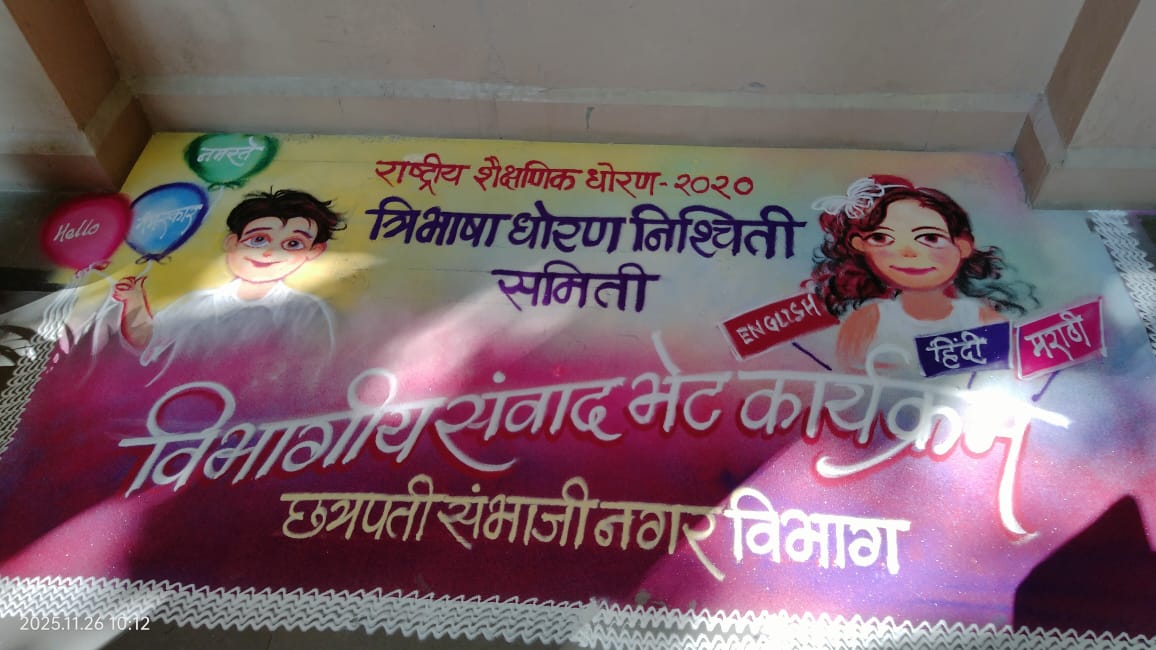 नमस्ते
Hello
नमस्कार
राष्ट्रीय शैक्षणिक धोरण-२०२०
त्रिभाषा धोरण निश्चिती
समिती
ENGLISH
हिंदी
मराठी
विभागीय संवाद भेट कार्यक्रम
छत्रपती संभाजी नगर विभाग
2025.11.26 10:12